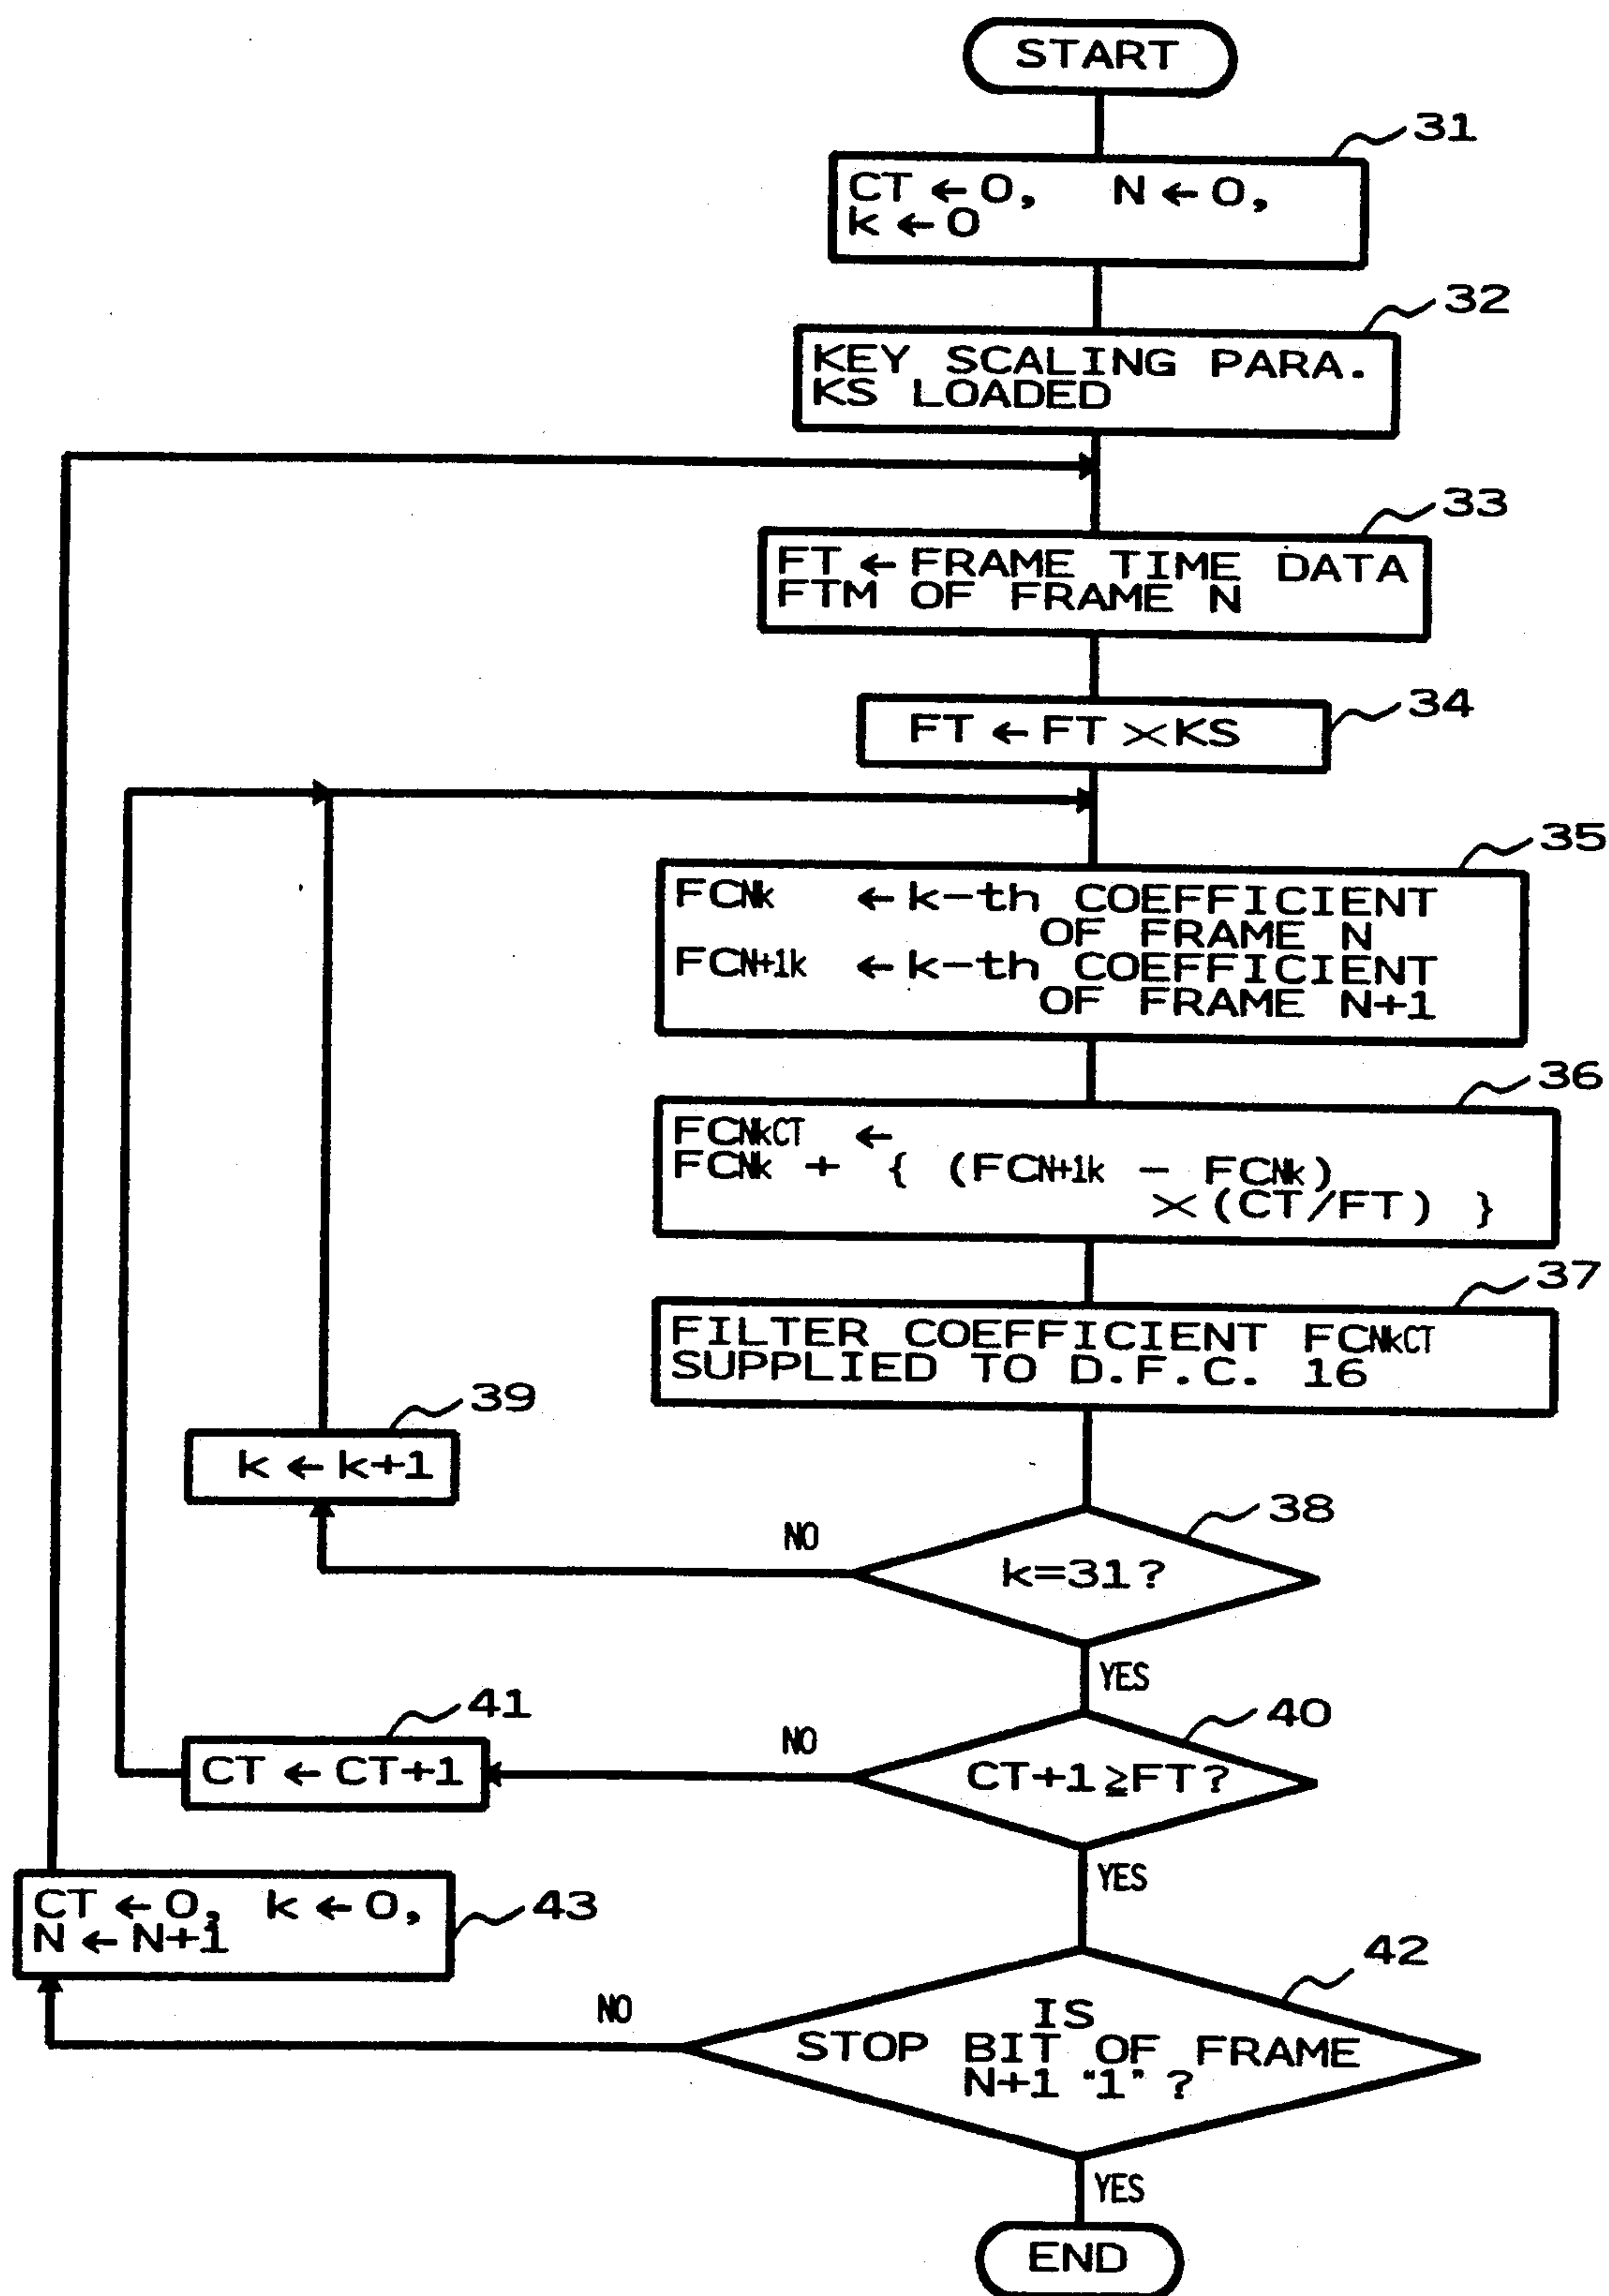 START
31
CT ← 0, N ← 0,
k ← 0
32
KEY SCALING PARA.
KS LOADED
33
FT ← FRAME TIME DATA
FTM OF FRAME N
34
FT ← FT × KS
35
FCNk ← k-th COEFFICIENT
OF FRAME N
FCN+1k ← k-th COEFFICIENT
OF FRAME N+1
36
FCNkCT ←
FCNk + { (FCN+1k - FCNk)
×(CT/FT) }
37
FILTER COEFFICIENT FCNkCT
SUPPLIED TO D.F.C. 16
39
k ← k+1
38
NO
k=31?
YES
41
CT ← CT+1
40
NO
CT+1≧FT?
YES
CT ← 0, k ← 0,
N ← N+1
43
42
NO
IS
STOP BIT OF FRAME
N+1 "1" ?
YES
END